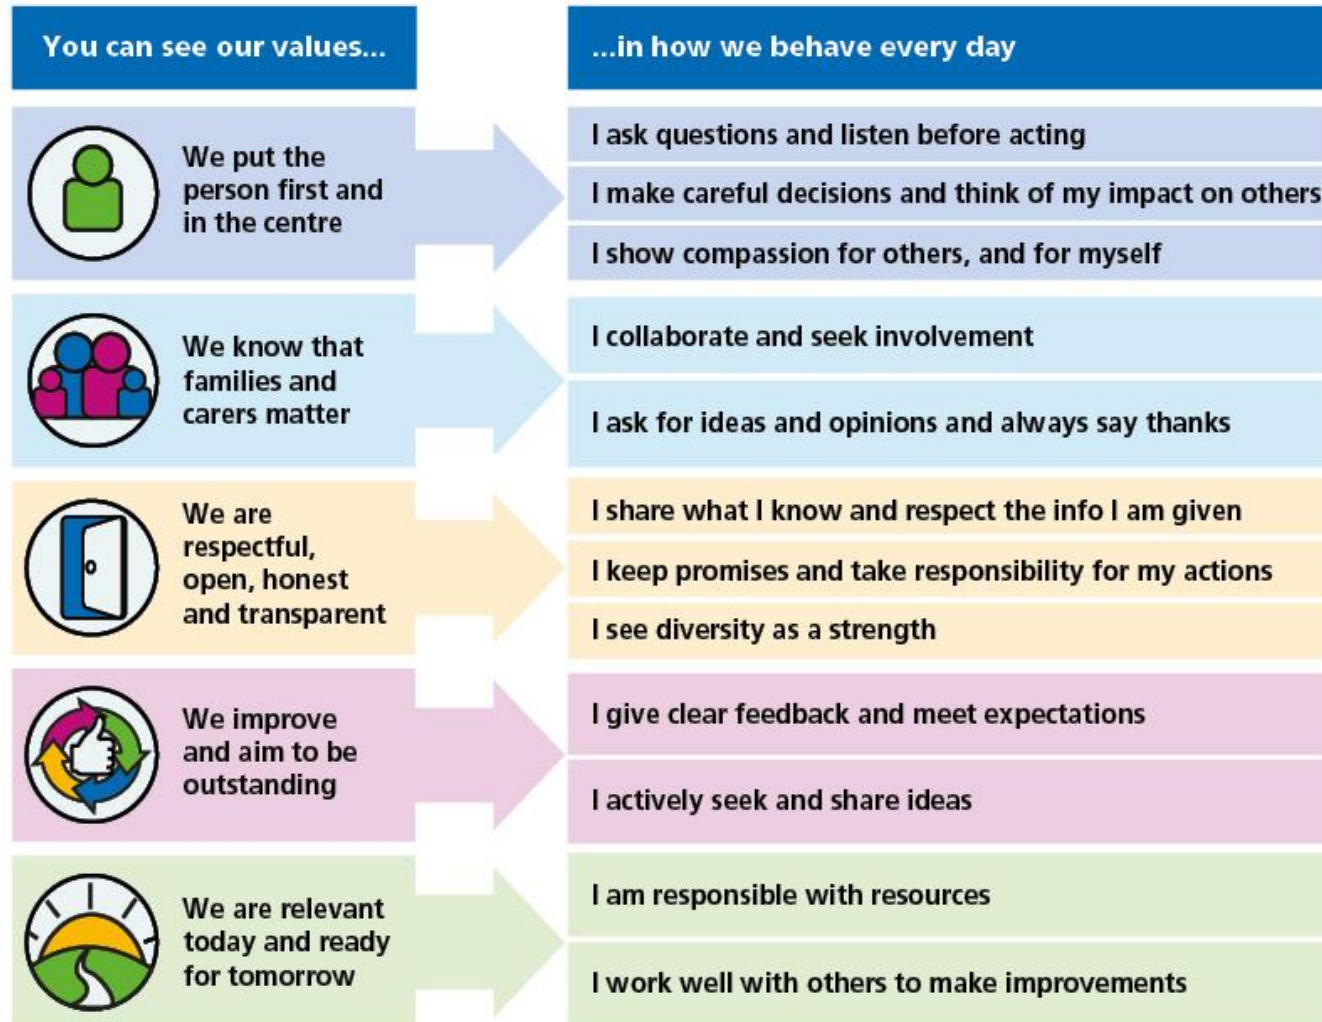 You can see our values...
...in how we behave every day
We put the
person first and
in the centre
I ask questions and listen before acting
I make careful decisions and think of my impact on others
I show compassion for others, and for myself
We know that
families and
carers matter
I collaborate and seek involvement
I ask for ideas and opinions and always say thanks
We are
respectful,
open, honest
and transparent
I share what I know and respect the info I am given
I keep promises and take responsibility for my actions
I see diversity as a strength
We improve
and aim to be
outstanding
I give clear feedback and meet expectations
I actively seek and share ideas
We are relevant
today and ready
for tomorrow
I am responsible with resources
I work well with others to make improvements